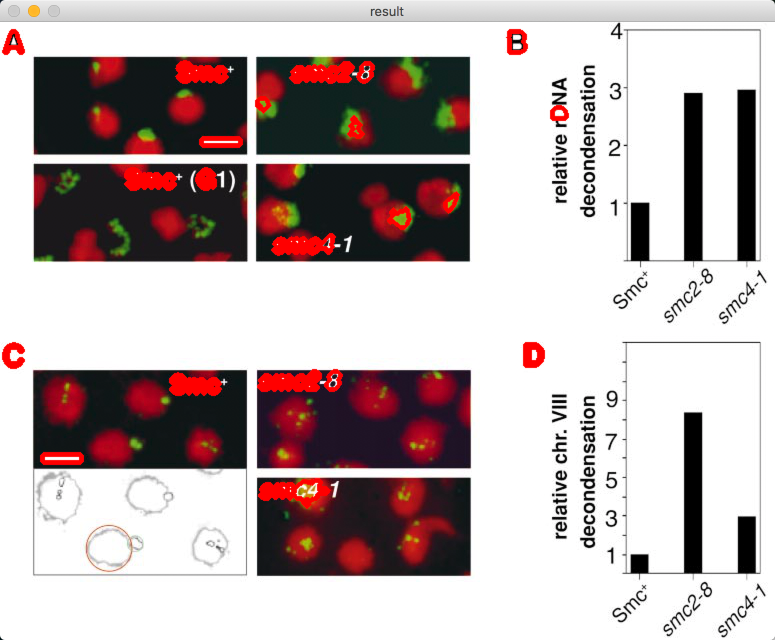 result
A
Smc⁺
smc2-8
Smc⁺ (G1)
smc4-1
B
relative rDNA
decondensation
4
3
2
1
Smc⁺
smc2-8
smc4-1
C
Smc⁺
smc2-8
smc4-1
D
relative chr. VIII
decondensation
9
7
5
3
1
Smc⁺
smc2-8
smc4-1